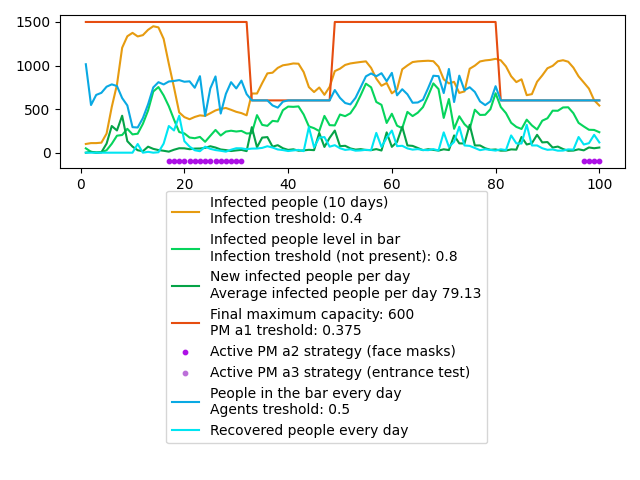 1500
1000
500
0
0
20
40
60
80
100
Infected people (10 days)
Infection treshold: 0.4
Infected people level in bar
Infection treshold (not present): 0.8
New infected people per day
Average infected people per day 79.13
Final maximum capacity: 600
PM a1 treshold: 0.375
Active PM a2 strategy (face masks)
Active PM a3 strategy (entrance test)
People in the bar every day
Agents treshold: 0.5
Recovered people every day